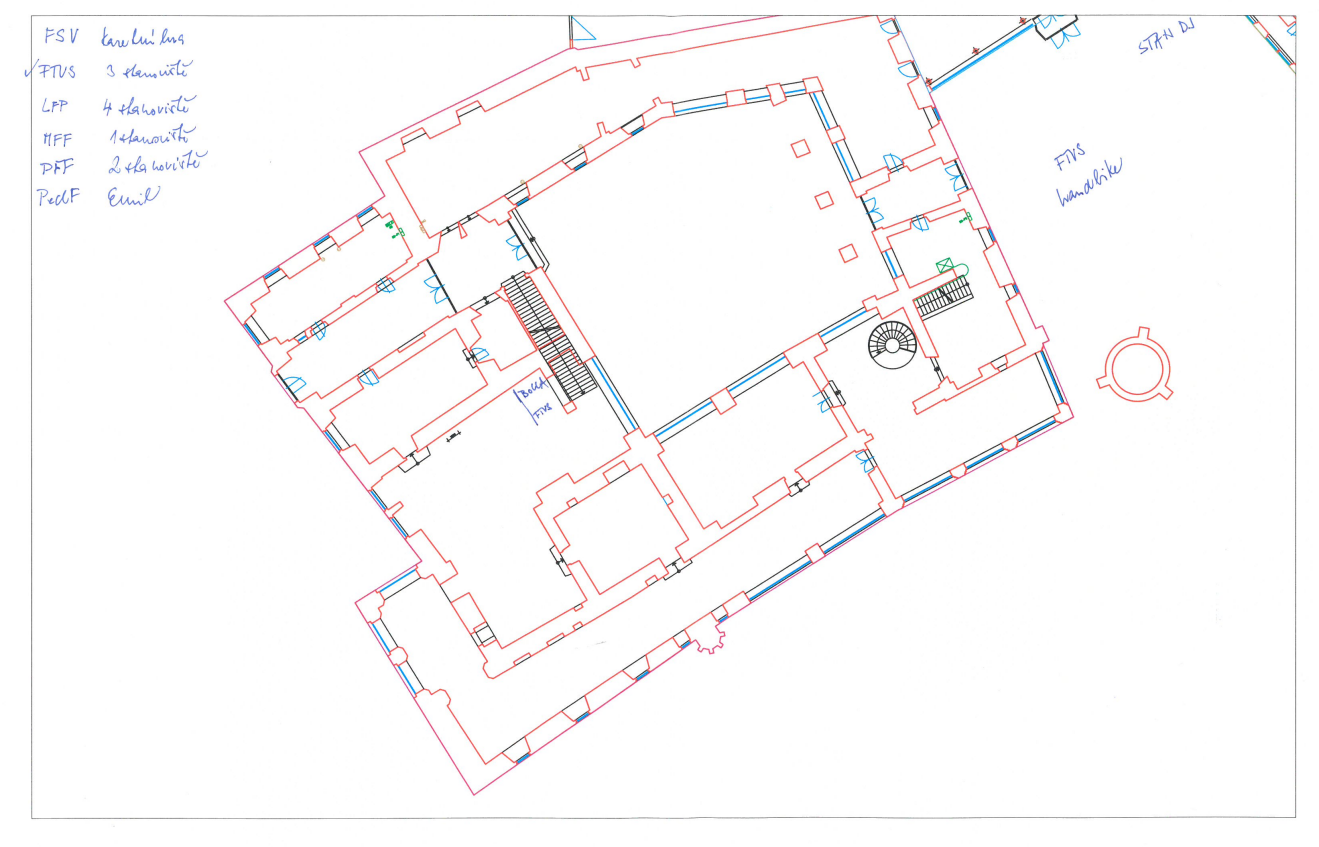 FSV
FTVS 3 stanoviště
LFP 4 stanoviště
MFF 1 stanoviště
PFF 2 stanoviště
PedF Emil
STAN DJ
FTVS
handbike
FTVS